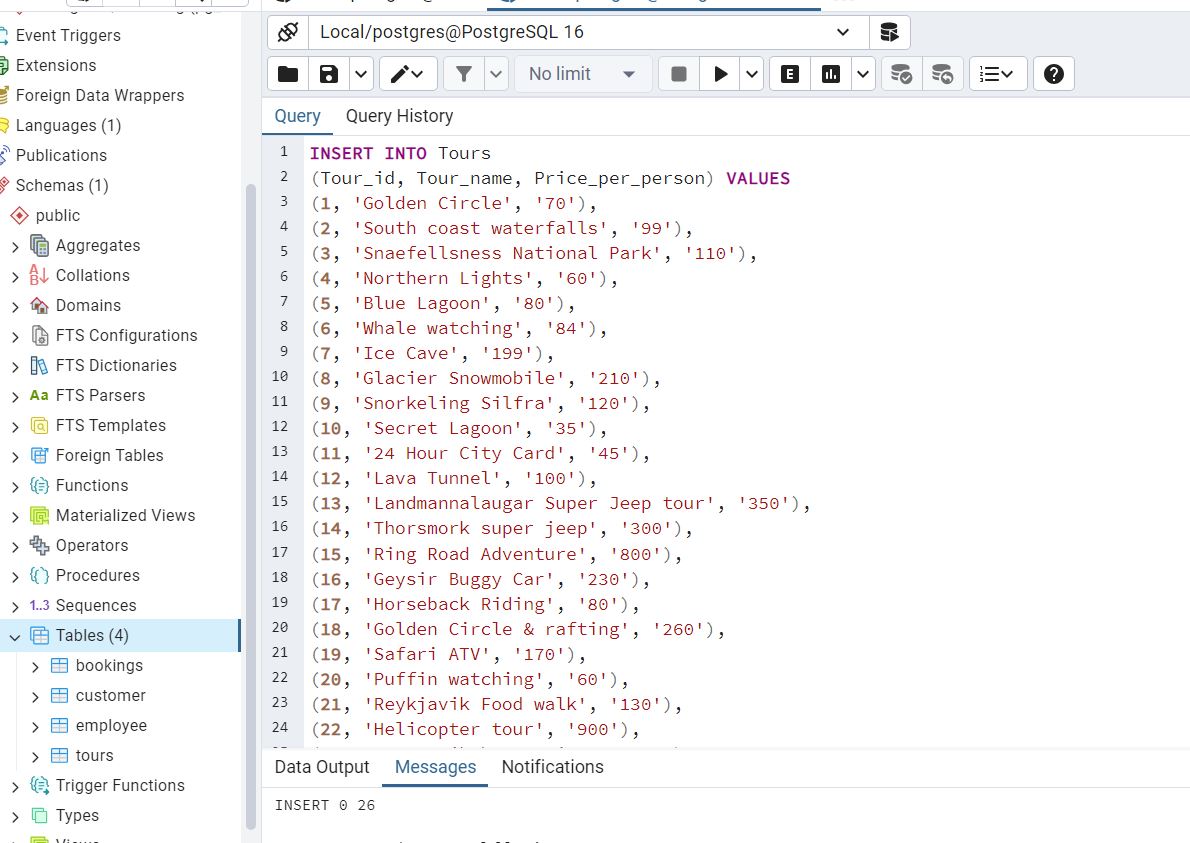 Event Triggers
Extensions
Foreign Data Wrappers
Languages (1)
Publications
Schemas (1)
public
Aggregates
Collations
Domains
FTS Configurations
FTS Dictionaries
Aa FTS Parsers
FTS Templates
Foreign Tables
Functions
Materialized Views
Operators
Procedures
1..3 Sequences
Tables (4)
bookings
customer
employee
tours
Trigger Functions
Types
Views
Local/postgres@PostgreSQL 16
No limit
E
Query Query History
1 INSERT INTO Tours
2 (Tour_id, Tour_name, Price_per_person) VALUES
3 (1, 'Golden Circle', '70'),
4 (2, 'South coast waterfalls', '99'),
5 (3, 'Snaefellsness National Park', '110'),
6 (4, 'Northern Lights', '60'),
7 (5, 'Blue Lagoon', '80'),
8 (6, 'Whale watching', '84'),
9 (7, 'Ice Cave', '199'),
10 (8, 'Glacier Snowmobile', '210'),
11 (9, 'Snorkeling Silfra', '120'),
12 (10, 'Secret Lagoon', '35'),
13 (11, '24 Hour City Card', '45'),
14 (12, 'Lava Tunnel', '100'),
15 (13, 'Landmannalaugar Super Jeep tour', '350'),
16 (14, 'Thorsmork super jeep', '300'),
17 (15, 'Ring Road Adventure', '800'),
18 (16, 'Geysir Buggy Car', '230'),
19 (17, 'Horseback Riding', '80'),
20 (18, 'Golden Circle & rafting', '260'),
21 (19, 'Safari ATV', '170'),
22 (20, 'Puffin watching', '60'),
23 (21, 'Reykjavik Food walk', '130'),
24 (22, 'Helicopter tour', '900'),
Data Output Messages Notifications
INSERT 0 26